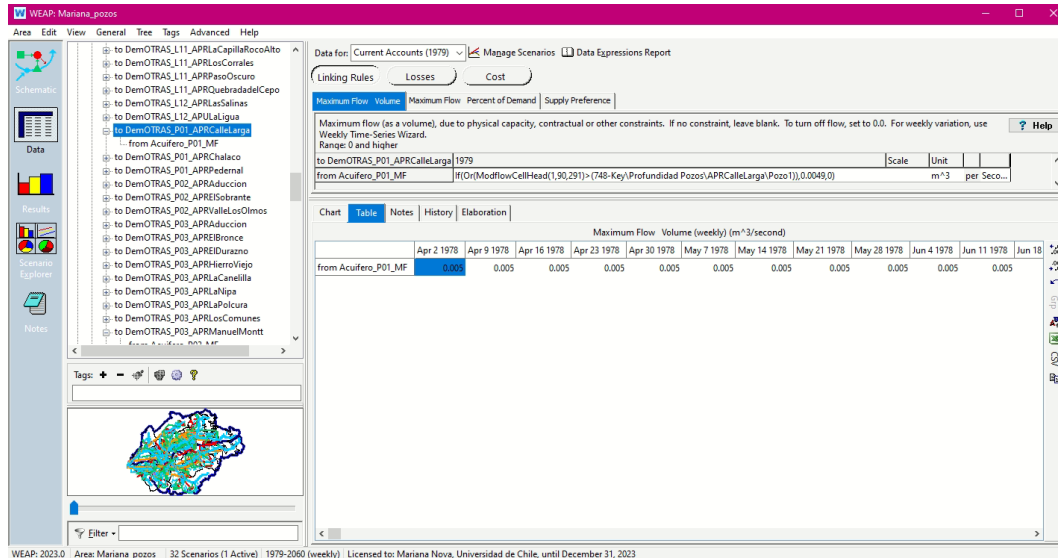 WEAP: Mariana_pozos
Area Edit View General Tree Tags Advanced Help
Schematic
Data
Results
Scenario Explorer
Notes
to DemOTRAS_L11_APRLaCapillaRocoAlto
to DemOTRAS_L11_APRLosCorrales
to DemOTRAS_L11_APRPasoOscuro
to DemOTRAS_L11_APRQuebradadelCepo
to DemOTRAS_L12_APRLasSalinas
to DemOTRAS_L12_APULaLigua
to DemOTRAS_P01_APRCalleLarga
from Acuifero_P01_MF
to DemOTRAS_P01_APRChalaco
to DemOTRAS_P01_APRPedernal
to DemOTRAS_P02_APRAduccion
to DemOTRAS_P02_APRElSobrante
to DemOTRAS_P02_APRValleLosOlmos
to DemOTRAS_P03_APRAduccion
to DemOTRAS_P03_APRElBronce
to DemOTRAS_P03_APRElDurazno
to DemOTRAS_P03_APRHierroViejo
to DemOTRAS_P03_APRLaCanelilla
to DemOTRAS_P03_APRLaNipa
to DemOTRAS_P03_APRLaPolcura
to DemOTRAS_P03_APRLosComunes
to DemOTRAS_P03_APRManuelMontt
from Acuifero_P03_MF
Tags:
Filter
Data for: Current Accounts (1979) Manage Scenarios Data Expressions Report
Linking Rules Losses Cost
Maximum Flow Volume Maximum Flow Percent of Demand Supply Preference
Maximum flow (as a volume), due to physical capacity, contractual or other constraints. If no constraint, leave blank. To turn off flow, set to 0.0. For weekly variation, use
Weekly Time-Series Wizard.
Range: 0 and higher
? Help
to DemOTRAS_P01_APRCalleLarga 1979 Scale Unit
from Acuifero_P01_MF If(Or(ModflowCellHead(1,90,291)>(748-Key\Profundidad Pozos\APRCalleLarga\Pozo1)),0.0049,0) m^3 per Seco...
Chart Table Notes History Elaboration
Maximum Flow Volume (weekly) (m^3/second)
Apr 2 1978 Apr 9 1978 Apr 16 1978 Apr 23 1978 Apr 30 1978 May 7 1978 May 14 1978 May 21 1978 May 28 1978 Jun 4 1978 Jun 11 1978 Jun 18
from Acuifero_P01_MF 0.005 0.005 0.005 0.005 0.005 0.005 0.005 0.005 0.005 0.005 0.005
WEAP: 2023.0 Area: Mariana_pozos 32 Scenarios (1 Active) 1979-2060 (weekly) Licensed to: Mariana Nova, Universidad de Chile, until December 31, 2023